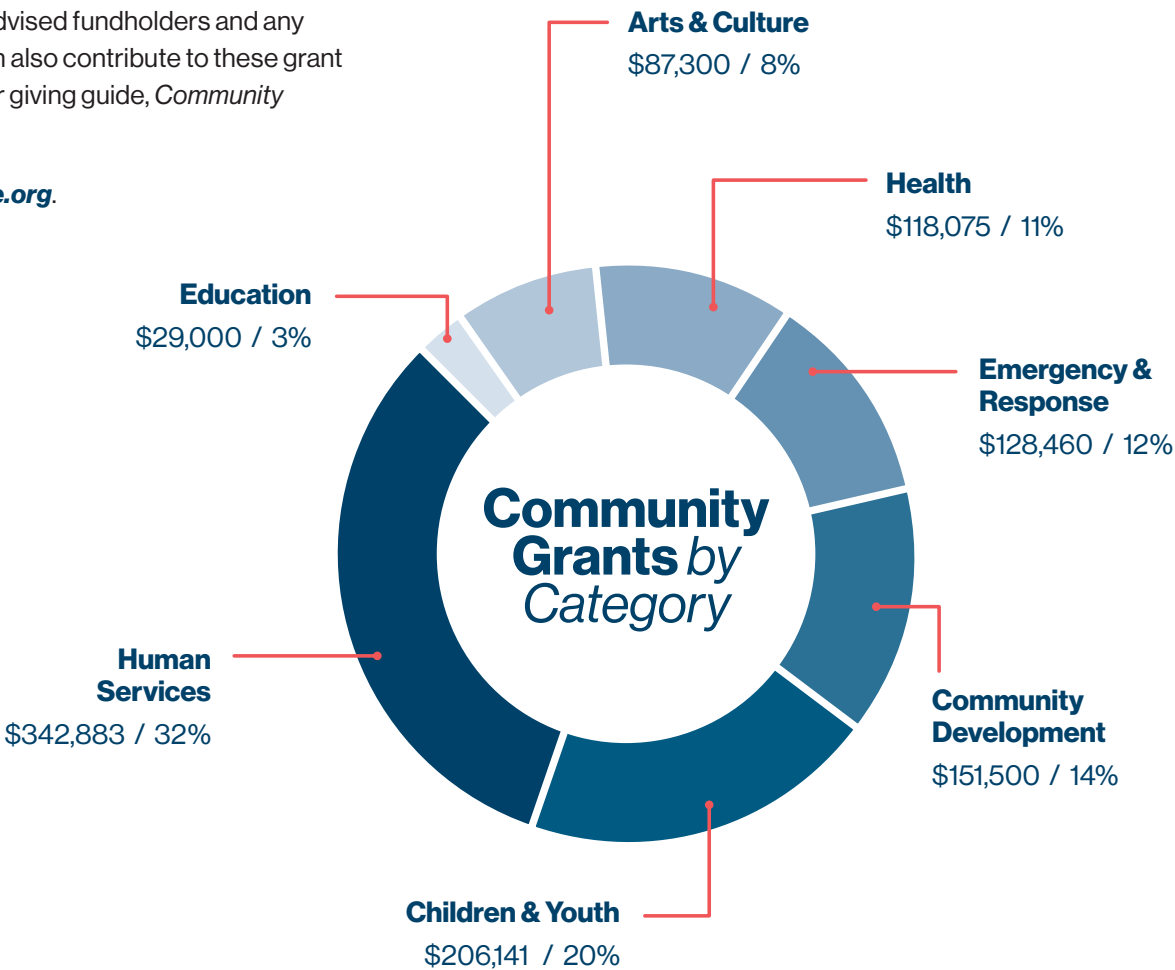 dvised fundholders and any
also contribute to these grant
giving guide, Community
e.org.
Arts & Culture
$87,300 / 8%
Health
$118,075 / 11%
Education
$29,000 / 3%
Emergency &
Response
$128,460 / 12%
Community
Grants by
Category
Human
Services
$342,883 / 32%
Community
Development
$151,500 / 14%
Children & Youth
$206,141 / 20%